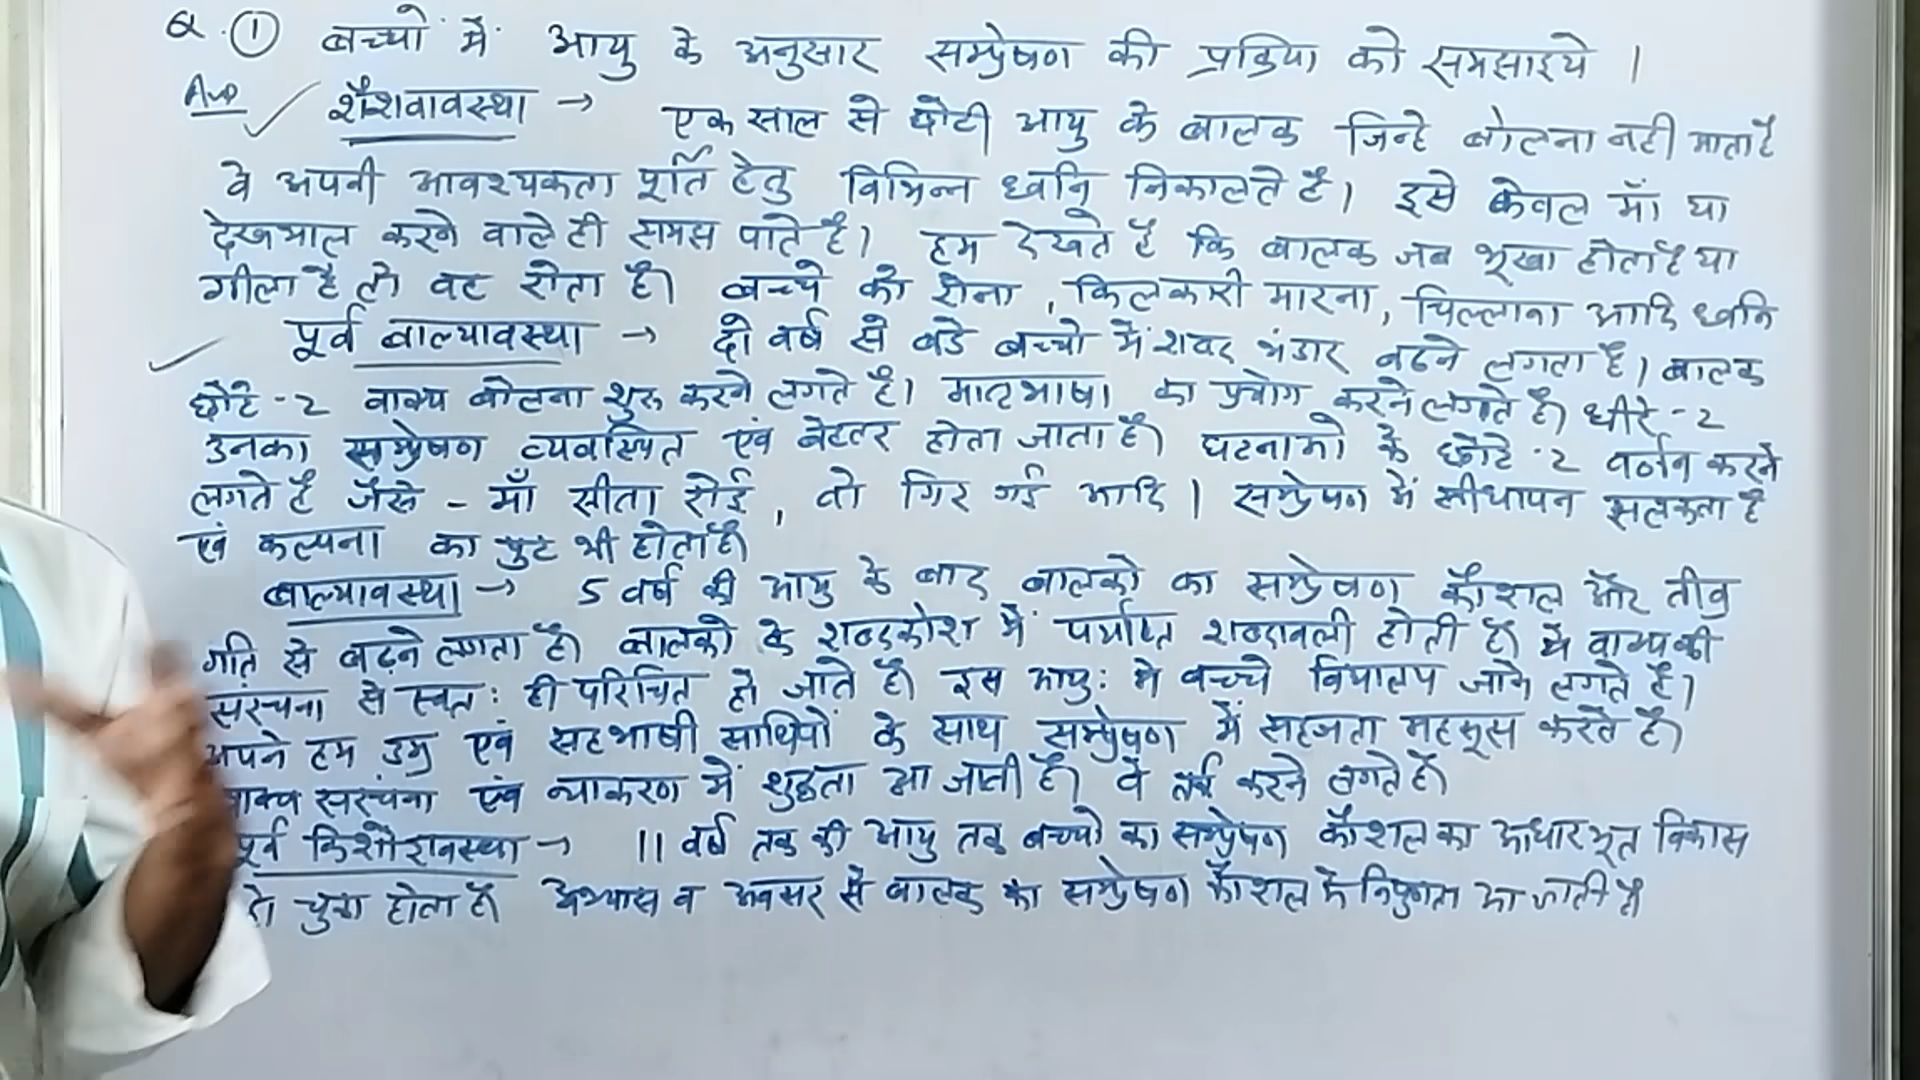 Q. ① बच्चो में आयु के अनुसार सम्प्रेषण की प्रक्रिया को समझाइये ।
Ans शैशवावस्था → एक साल से छोटी आयु के बालक जिन्हे बोलना नही आता है
वे अपनी आवश्यकता पूर्ति हेतु विभिन्न ध्वनि निकालते है। इसे केवल माँ या
देखभाल करने वाले ही समझ पाते है। हम देखते है कि बालक जब भूखा होता है या
गीला है तो वह रोता है। बच्चे को रोना , किलकारी मारना, चिल्लाना आदि ध्वनि
पूर्व बाल्यावस्था → दो वर्ष से बडे बच्चो में शब्द भंडार बढने लगता है। बालक
छोटे-2 वाक्य बोलना शुरू करने लगते है। मातृभाषा का प्रयोग करने लगते है। धीरे-2
उनका सम्प्रेषण व्यवस्थित एवं बेहतर होता जाता है। घटनाओ के छोटे-2 वर्णन करने
लगते है जैसे - माँ सीता रोई , वो गिर गई आदि । सम्प्रेषण में सीधापन झलकता है
एवं कल्पना का पुट भी होता है।
बाल्यावस्था → 5 वर्ष की आयु के बाद बालको का सम्प्रेषण कौशल और तीव्र
गति से बढ़ने लगता है। बालको के शब्दकोश में पर्याप्त शब्दावली होती है। वे वाक्य की
संरचना से स्वत: ही परिचित हो जाते है। इस आयु: मे बच्चे विद्यालय जाने लगते है।
अपने हम उम्र एवं सहभाषी साथियों के साथ सम्प्रेषण में सहजता महसूस करते है।
वाक्य सरंचना एवं व्याकरण में शुद्धता आ जाती है। वे तर्क करने लगते है।
पूर्व किशोरावस्था → 11 वर्ष तक की आयु तक बच्चो का सम्प्रेषण कौशल का आधारभूत विकास
हो चुका होता है। अभ्यास व अवसर से बालक का सम्प्रेषण कौशल में निपुणता आ जाती है।